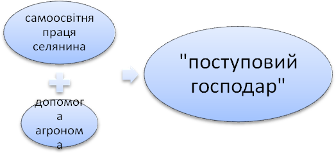 самоосвітня
праця
селянина
допомог
а
агроном
а
"поступовий
господар"